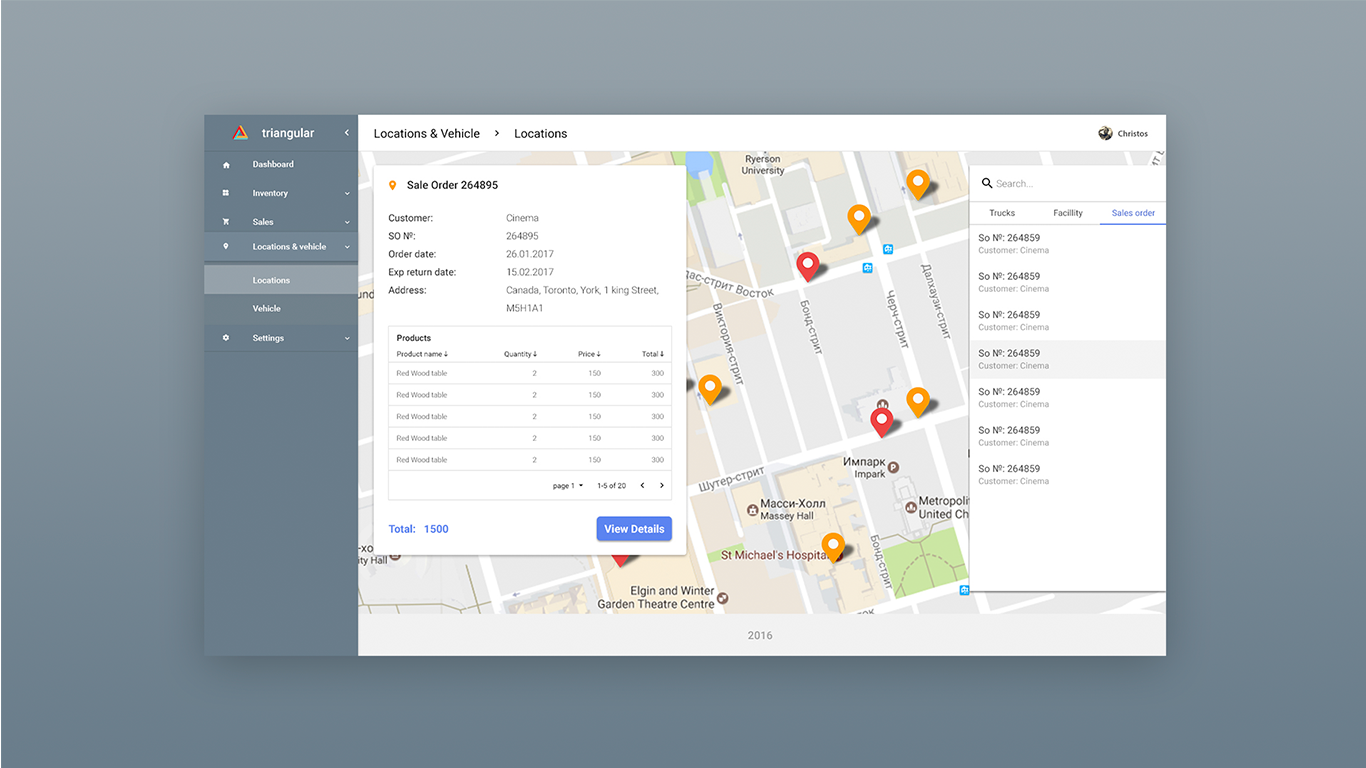 triangular
Dashboard
Inventory
Sales
Locations & vehicle
Locations
Vehicle
Settings
Locations & Vehicle > Locations
Christos
Sale Order 264895
Customer: Cinema
SO Nº: 264895
Order date: 26.01.2017
Exp return date: 15.02.2017
Address: Canada, Toronto, York, 1 king Street,
M5H1A1
Products
Product name Quantity Price Total
Red Wood table 2 150 300
Red Wood table 2 150 300
Red Wood table 2 150 300
Red Wood table 2 150 300
Red Wood table 2 150 300
page 1 1-5 of 20
Total: 1500
View Details
Ryerson
University
дас-стрит Восток
Виктория-стрит
Бонд-стрит
Черч-стрит
Далхаузи-стрит
Шутер-стрит
Импарк
Impark
Масси-Холл
Massey Hall
Metropoli
United Ch
St Michael's Hospita
Бонд-стрит
Elgin and Winter
Garden Theatre Centre
ity Hall
Search...
Trucks Facillity Sales order
So Nº: 264859
Customer: Cinema
So Nº: 264859
Customer: Cinema
So Nº: 264859
Customer: Cinema
So Nº: 264859
Customer: Cinema
So Nº: 264859
Customer: Cinema
So Nº: 264859
Customer: Cinema
So Nº: 264859
Customer: Cinema
2016